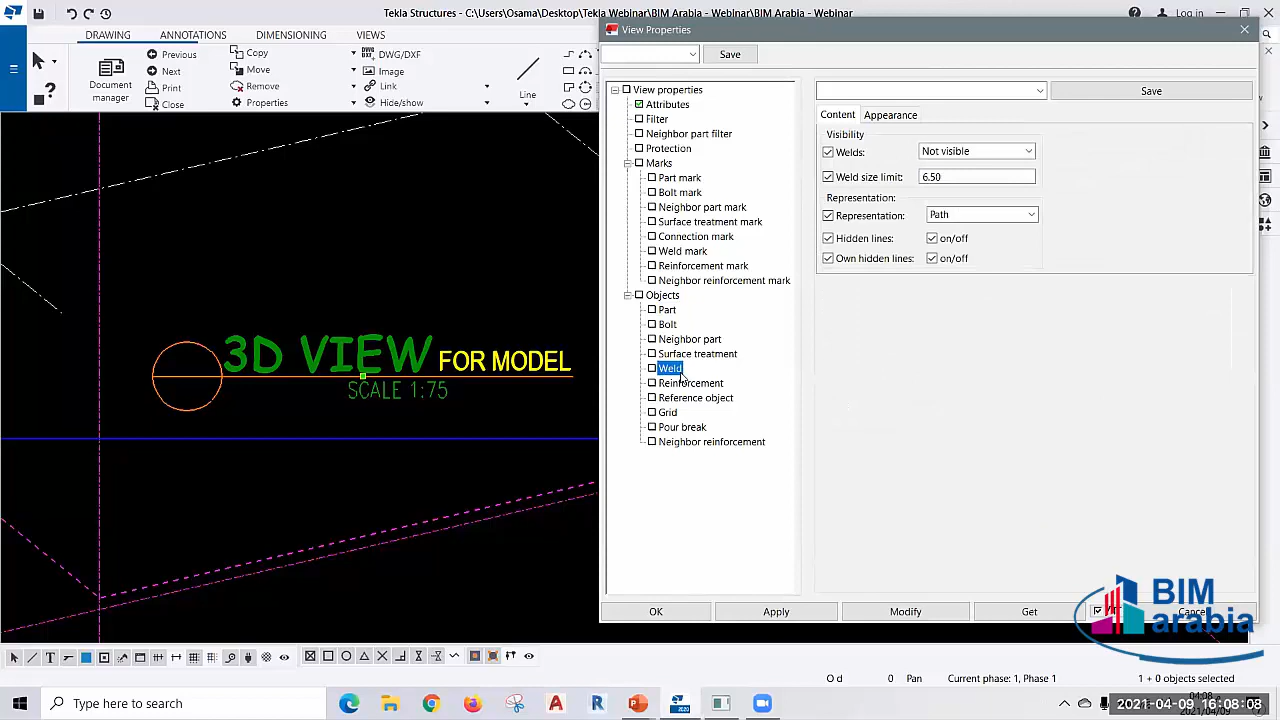 Tekla Structures - C:\Users\Osama\Desktop\Tekla Webinar\BIM Arabia - Webinar\BIM Arabia - Webinar
Log in
DRAWING ANNOTATIONS DIMENSIONING VIEWS
Document manager
Previous
Next
Print
Close
Copy
Move
Remove
Properties
DWG/DXF
Image
Link
Hide/show
Line
View Properties
Save
View properties
Attributes
Filter
Neighbor part filter
Protection
Marks
Part mark
Bolt mark
Neighbor part mark
Surface treatment mark
Connection mark
Weld mark
Reinforcement mark
Neighbor reinforcement mark
Objects
Part
Bolt
Neighbor part
Surface treatment
Weld
Reinforcement
Reference object
Grid
Pour break
Neighbor reinforcement
Save
Content Appearance
Visibility
Welds: Not visible
Weld size limit: 6.50
Representation:
Representation: Path
Hidden lines: on/off
Own hidden lines: on/off
OK Apply Modify Get Cancel
3D VIEW FOR MODEL
SCALE 1:75
BIM arabia
O d 0 Pan Current phase: 1, Phase 1 1 + 0 objects selected
Type here to search
2021-04-09 16:08:08